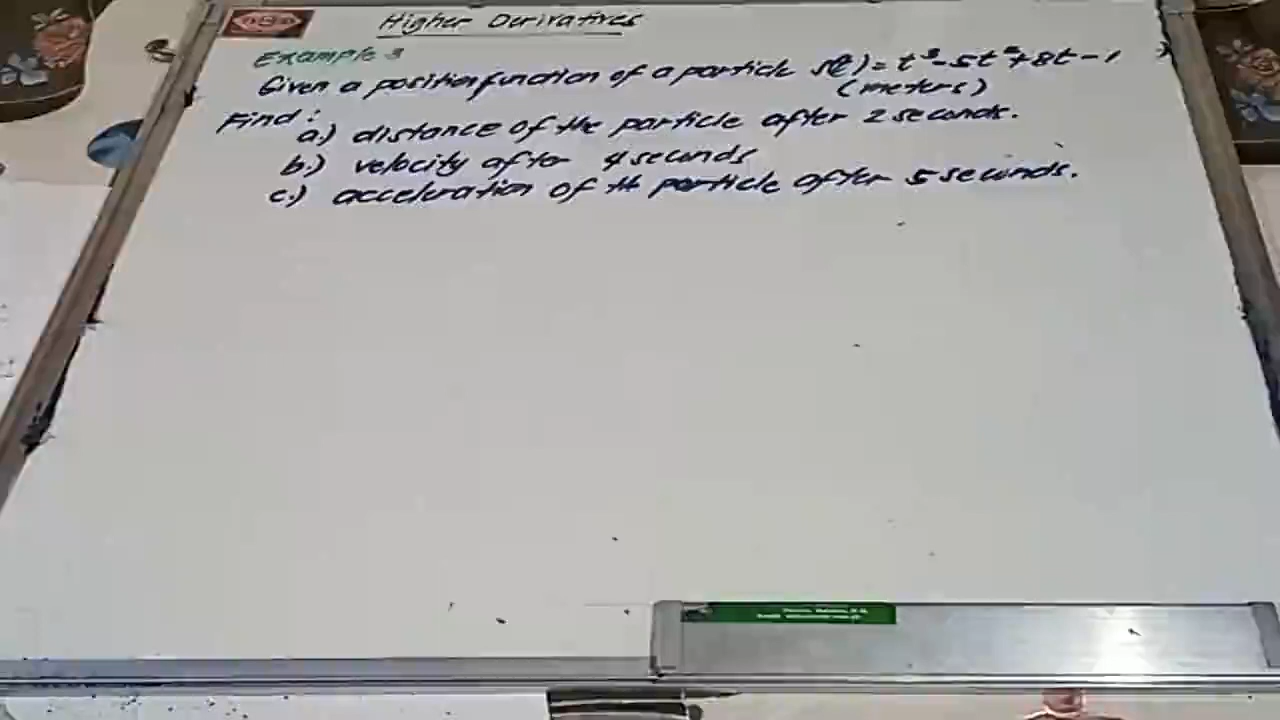 Higher Derivatives
Example 3
Given a position function of a particle s(t) = t³ - 5t² + 8t - 1
(meters)
Find:
a.) distance of the particle after 2 seconds.
b.) velocity after 4 seconds
c.) acceleration of th particle after 5 seconds.